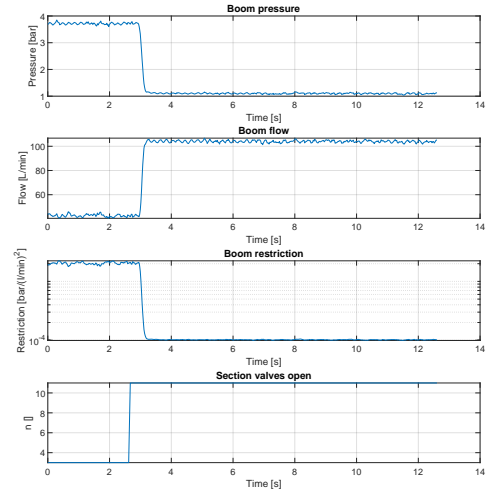 Boom pressure
4
3
2
1
Pressure [bar]
0 2 4 6 8 10 12 14
Time [s]
Boom flow
100
80
60
Flow [L/min]
0 2 4 6 8 10 12 14
Time [s]
Boom restriction
10^-4
Restriction [bar/(l/min)^2]
0 2 4 6 8 10 12 14
Time [s]
Section valves open
10
8
6
4
n []
0 2 4 6 8 10 12 14
Time [s]